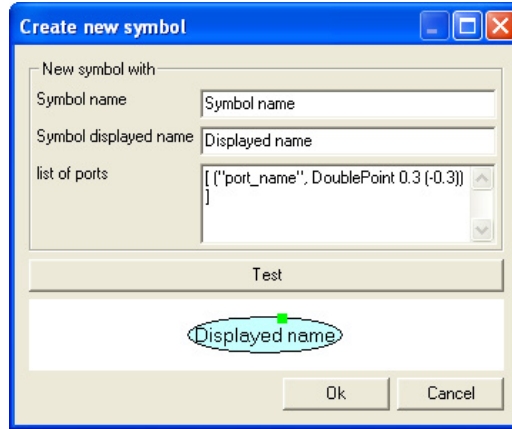 Create new symbol
New symbol with
Symbol name
Symbol name
Symbol displayed name
Displayed name
list of ports
[ ("port_name", DoublePoint 0.3 (-0.3))
]
Test
Displayed name
Ok
Cancel